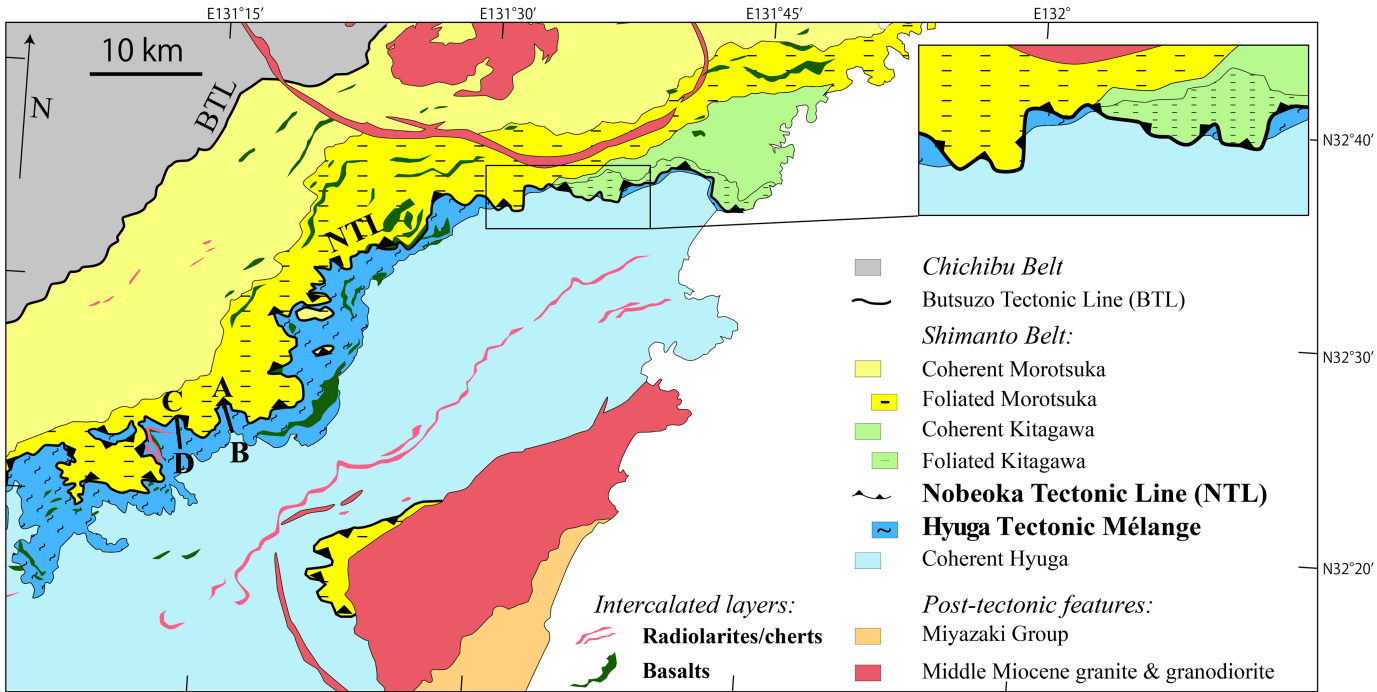 E131°15′
E131°30′
E131°45′
E132°
10 km
N
BTL
N32°40′
NTL
Chichibu Belt
Butsuzo Tectonic Line (BTL)
Shimanto Belt:
Coherent Morotsuka
Foliated Morotsuka
Coherent Kitagawa
Foliated Kitagawa
Nobeoka Tectonic Line (NTL)
Hyuga Tectonic Mélange
Coherent Hyuga
N32°30′
C
A
D
B
N32°20′
Intercalated layers:
Radiolarites/cherts
Basalts
Post-tectonic features:
Miyazaki Group
Middle Miocene granite & granodiorite